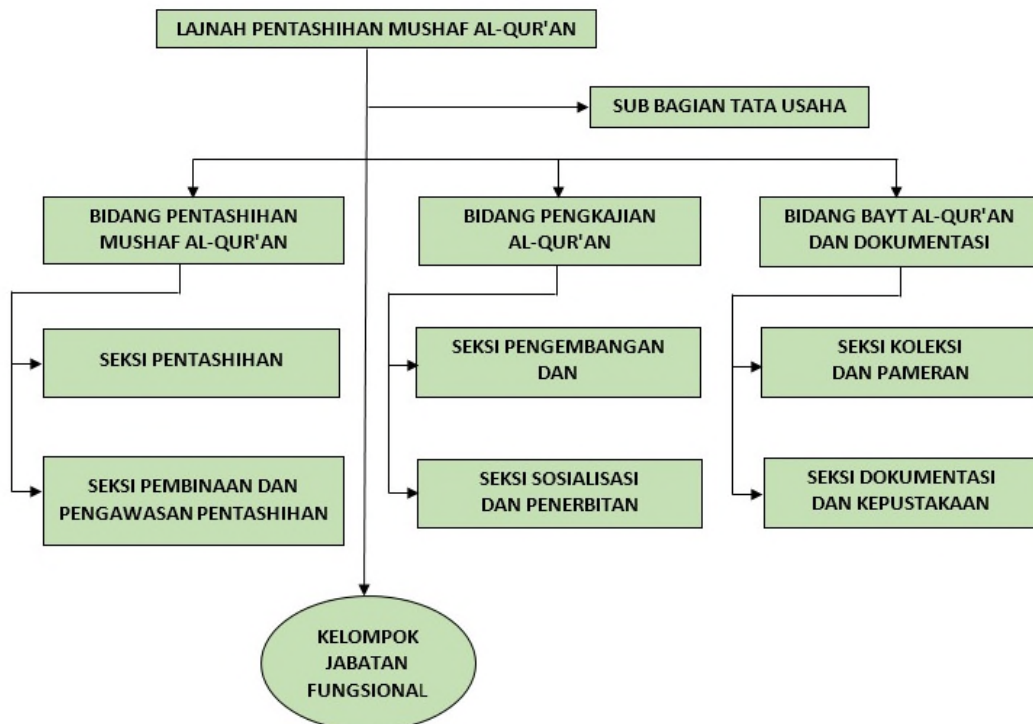 LAJNAH PENTASHIHAN MUSHAF AL-QUR'AN
SUB BAGIAN TATA USAHA
BIDANG PENTASHIHAN
MUSHAF AL-QUR'AN
BIDANG PENGKAJIAN
AL-QUR'AN
BIDANG BAYT AL-QUR'AN
DAN DOKUMENTASI
SEKSI PENTASHIHAN
SEKSI PENGEMBANGAN
DAN
SEKSI KOLEKSI
DAN PAMERAN
SEKSI PEMBINAAN DAN
PENGAWASAN PENTASHIHAN
SEKSI SOSIALISASI
DAN PENERBITAN
SEKSI DOKUMENTASI
DAN KEPUSTAKAAN
KELOMPOK
JABATAN
FUNGSIONAL